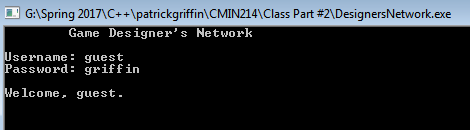 G:\Spring 2017\C++\patrickgriffin\CMIN214\Class Part #2\DesignersNetwork.exe
Game Designer's Network
Username: guest
Password: griffin
Welcome, guest.